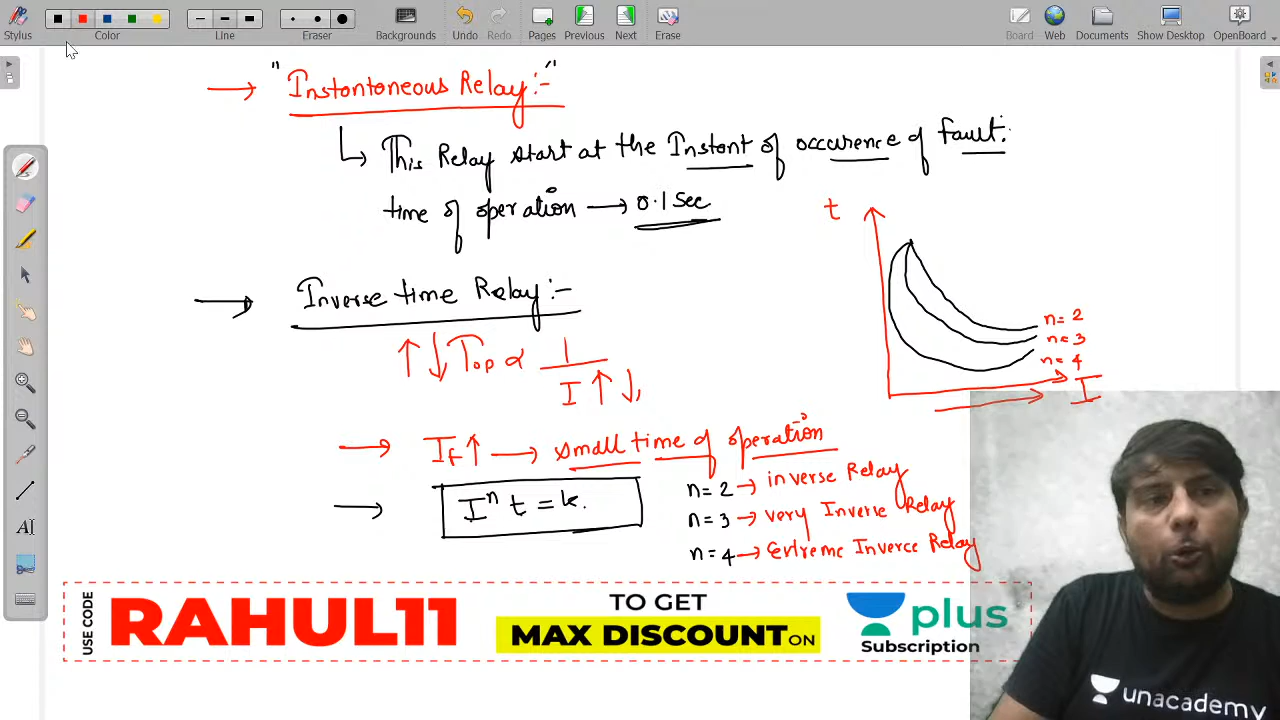 Stylus
Color
Line
Eraser
Backgrounds
Undo
Redo
Pages
Previous
Next
Erase
Board
Web
Documents
Show Desktop
OpenBoard
→ "Instontoneous Relay:-"
↳ This Relay start at the Instont of occurence of fault.
time of operation → 0.1 Sec
t
→ Inverse time Relay:-
n= 2
n= 3
n= 4
I
↑ ↓ Top ∝ 1/I ↑ ↓
→ If ↑ → small time of operation
→ Iⁿ t = k.
n= 2 → inverse Relay
n= 3 → very Inverse Relay
n= 4 → Extreme Inverce Relay
USE CODE
RAHUL11
TO GET
MAX DISCOUNT ON
plus
Subscription
unacademy